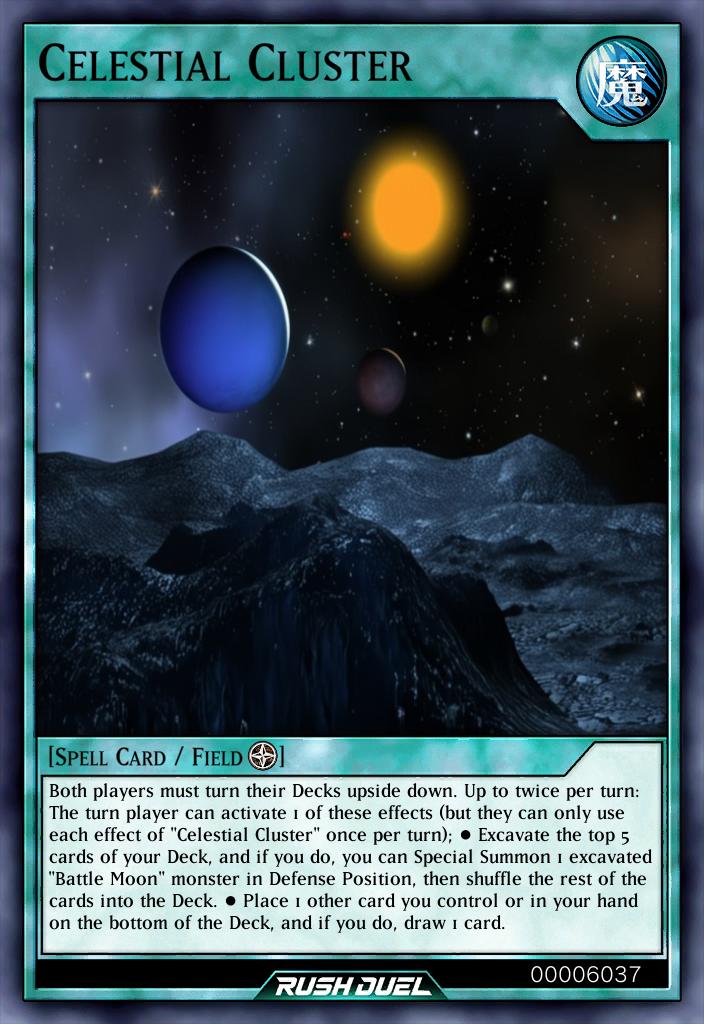 Celestial Cluster
魔
[Spell Card / Field]
Both players must turn their Decks upside down. Up to twice per turn:
The turn player can activate 1 of these effects (but they can only use
each effect of "Celestial Cluster" once per turn); ● Excavate the top 5
cards of your Deck, and if you do, you can Special Summon 1 excavated
"Battle Moon" monster in Defense Position, then shuffle the rest of the
cards into the Deck. ● Place 1 other card you control or in your hand
on the bottom of the Deck, and if you do, draw 1 card.
00006037
RUSH DUEL